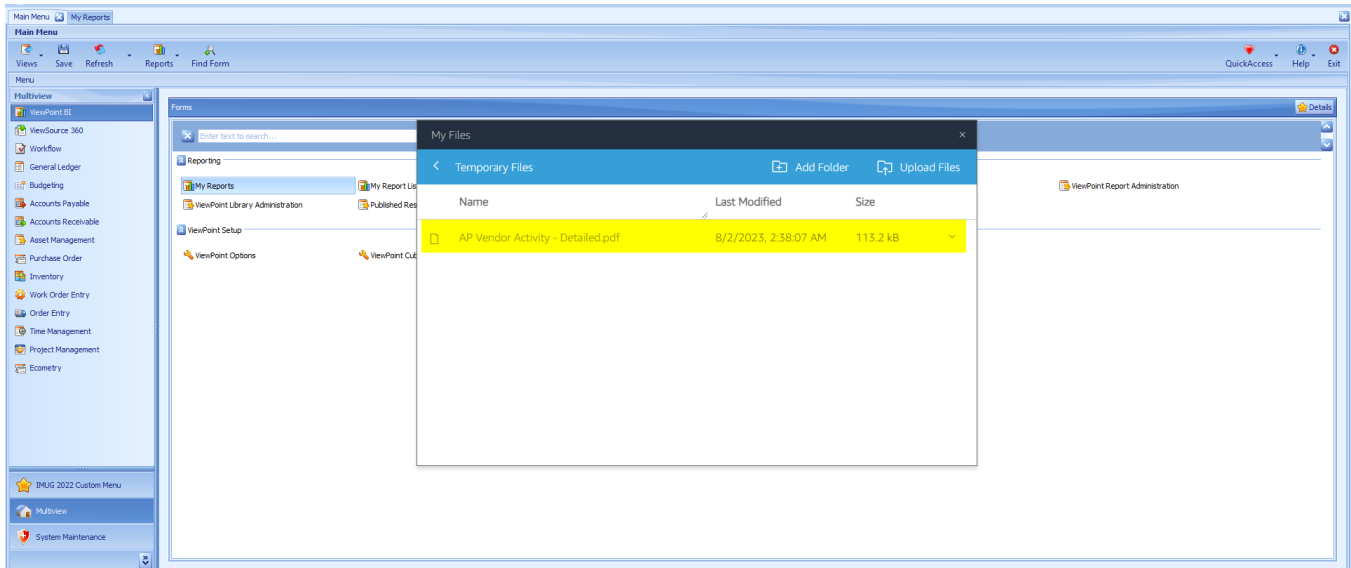 Main Menu My Reports
Main Menu
Views Save Refresh Reports Find Form QuickAccess Help Exit
Menu
Multiview
ViewPoint BI
ViewSource 360
Workflow
General Ledger
Budgeting
Accounts Payable
Accounts Receivable
Asset Management
Purchase Order
Inventory
Work Order Entry
Order Entry
Time Management
Project Management
Ecometry
IMUG 2022 Custom Menu
Multiview
System Maintenance
Forms Details
Enter text to search...
Reporting
My Reports My Report Lis ViewPoint Report Administration
ViewPoint Library Administration Published Res
ViewPoint Setup
ViewPoint Options ViewPoint Cub
My Files
Temporary Files Add Folder Upload Files
Name Last Modified Size
AP Vendor Activity - Detailed.pdf 8/2/2023, 2:38:07 AM 113.2 kB